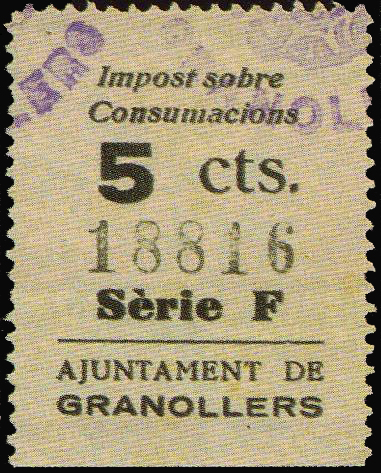 Impost sobre
Consumacions
5 cts.
18816
Sèrie F
AJUNTAMENT DE
GRANOLLERS